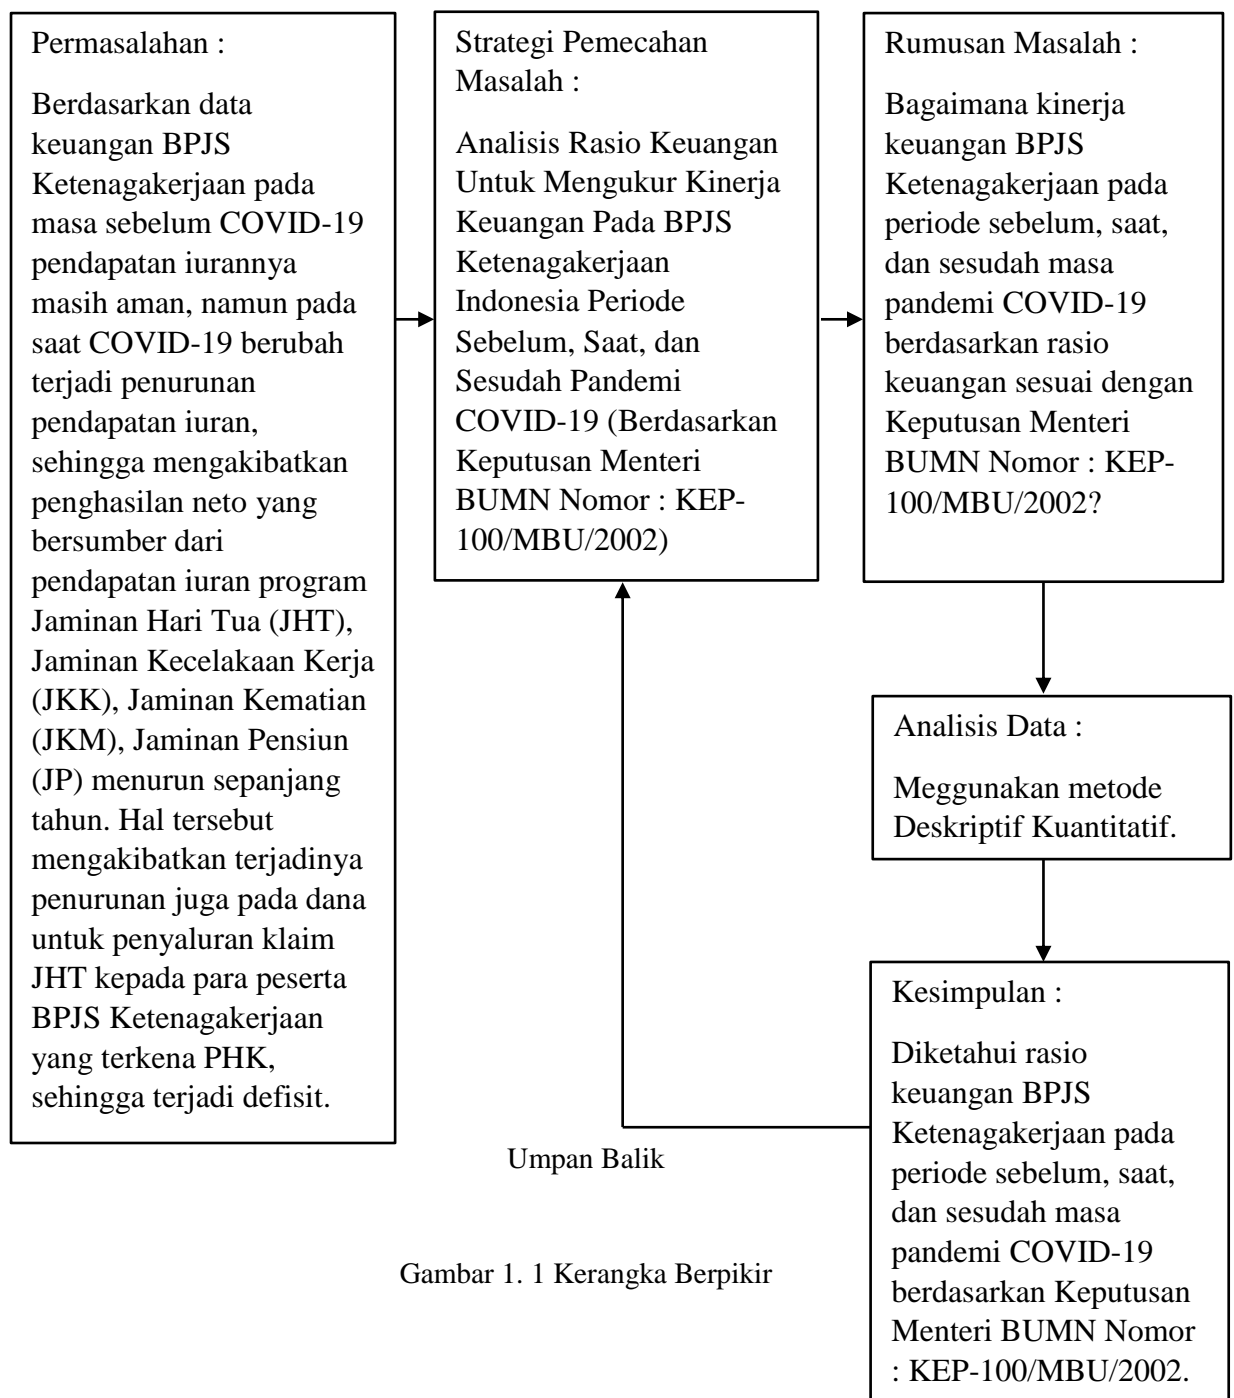 Permasalahan :
Berdasarkan data
keuangan BPJS
Ketenagakerjaan pada
masa sebelum COVID-19
pendapatan iurannya
masih aman, namun pada
saat COVID-19 berubah
terjadi penurunan
pendapatan iuran,
sehingga mengakibatkan
penghasilan neto yang
bersumber dari
pendapatan iuran program
Jaminan Hari Tua (JHT),
Jaminan Kecelakaan Kerja
(JKK), Jaminan Kematian
(JKM), Jaminan Pensiun
(JP) menurun sepanjang
tahun. Hal tersebut
mengakibatkan terjadinya
penurunan juga pada dana
untuk penyaluran klaim
JHT kepada para peserta
BPJS Ketenagakerjaan
yang terkena PHK,
sehingga terjadi defisit.
Strategi Pemecahan
Masalah :
Analisis Rasio Keuangan
Untuk Mengukur Kinerja
Keuangan Pada BPJS
Ketenagakerjaan
Indonesia Periode
Sebelum, Saat, dan
Sesudah Pandemi
COVID-19 (Berdasarkan
Keputusan Menteri
BUMN Nomor : KEP-
100/MBU/2002)
Rumusan Masalah :
Bagaimana kinerja
keuangan BPJS
Ketenagakerjaan pada
periode sebelum, saat,
dan sesudah masa
pandemi COVID-19
berdasarkan rasio
keuangan sesuai dengan
Keputusan Menteri
BUMN Nomor : KEP-
100/MBU/2002?
Analisis Data :
Meggunakan metode
Deskriptif Kuantitatif.
Kesimpulan :
Diketahui rasio
keuangan BPJS
Ketenagakerjaan pada
periode sebelum, saat,
dan sesudah masa
pandemi COVID-19
berdasarkan Keputusan
Menteri BUMN Nomor
: KEP-100/MBU/2002.
Umpan Balik
Gambar 1. 1 Kerangka Berpikir